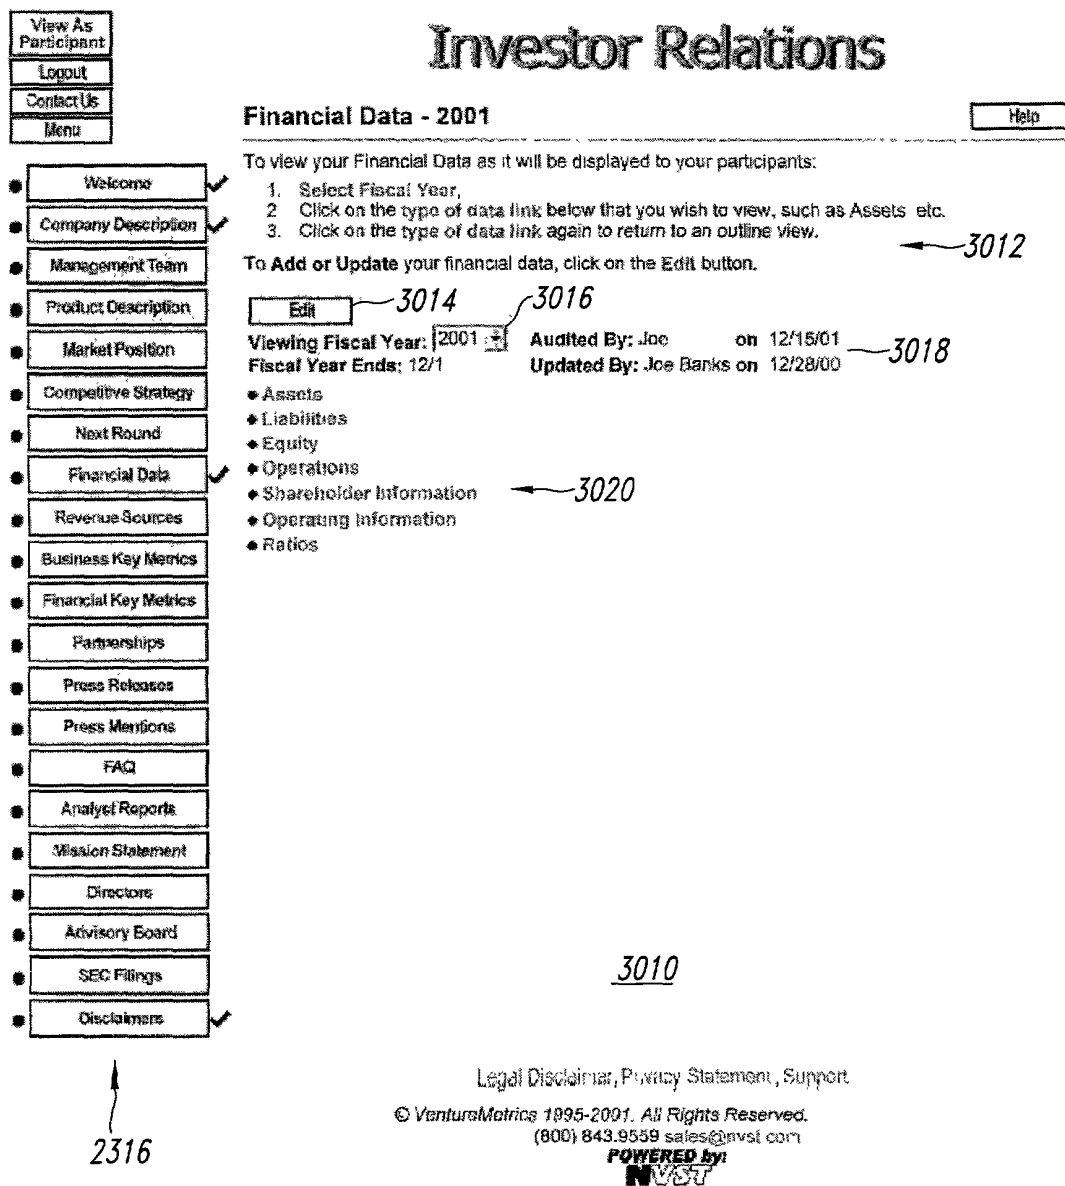 View As
Participant
Logout
Contact Us
Menu
Investor Relations
Financial Data - 2001
Help
To view your Financial Data as it will be displayed to your participants:
1. Select Fiscal Year,
2 Click on the type of data link below that you wish to view, such as Assets etc.
3. Click on the type of data link again to return to an outline view.
3012
To Add or Update your financial data, click on the Edit button.
Edit
3014
3016
Viewing Fiscal Year: 2001
Audited By: Joe on 12/15/01
3018
Fiscal Year Ends: 12/1
Updated By: Joe Banks on 12/28/00
Assets
Liabilities
Equity
Operations
Shareholder Information
3020
Operating Information
Ratios
Welcome
Company Description
Management Team
Product Description
Market Position
Competitive Strategy
Next Round
Financial Data
Revenue Sources
Business Key Metrics
Financial Key Metrics
Partnerships
Press Releases
Press Mentions
FAQ
Analyst Reports
Mission Statement
Directors
Advisory Board
SEC Filings
Disclaimers
2316
3010
Legal Disclaimer, Privacy Statement, Support
© VentureMetrics 1995-2001. All Rights Reserved.
(800) 843.9559 sales@nvst com
POWERED by:
NVST